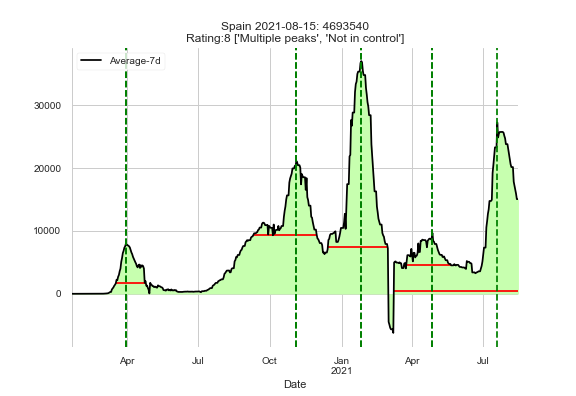 Spain 2021-08-15: 4693540
Rating:8 ['Multiple peaks', 'Not in control']
Average-7d
30000
20000
10000
0
Apr Jul Oct Jan Apr Jul
2021
Date